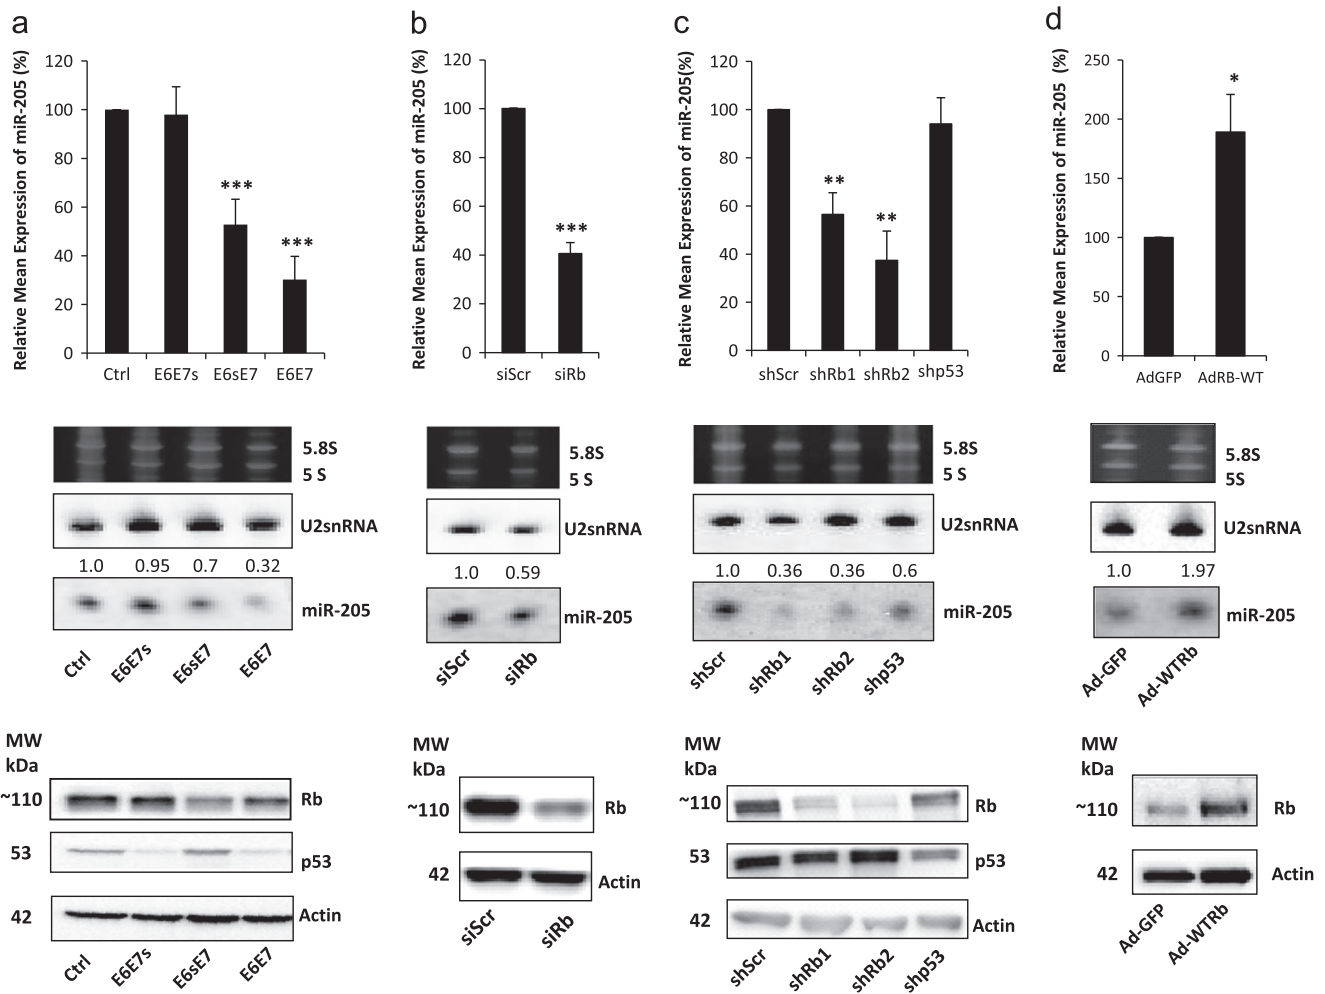 a
Relative Mean Expression of miR-205 (%)
120
100
80
60
40
20
0
***
***
Ctrl E6E7s E6sE7 E6E7
5.8S
5 S
U2snRNA
1.0 0.95 0.7 0.32
miR-205
Ctrl E6E7s E6sE7 E6E7
MW
kDa
~110 Rb
53 p53
42 Actin
Ctrl E6E7s E6sE7 E6E7
b
Relative Mean Expression of miR-205 (%)
120
100
80
60
40
20
0
***
siScr siRb
5.8S
5 S
U2snRNA
1.0 0.59
miR-205
siScr siRb
MW
kDa
~110 Rb
42 Actin
siScr siRb
c
Relative Mean Expression of miR-205(%)
120
100
80
60
40
20
0
**
**
shScr shRb1 shRb2 shp53
5.8S
5 S
U2snRNA
1.0 0.36 0.36 0.6
miR-205
shScr shRb1 shRb2 shp53
MW
kDa
~110 Rb
53 p53
42 Actin
shScr shRb1 shRb2 shp53
d
Relative Mean Expression of miR-205 (%)
250
200
150
100
50
0
*
AdGFP AdRB-WT
5.8S
5S
U2snRNA
1.0 1.97
miR-205
Ad-GFP Ad-WTRb
MW
kDa
~110 Rb
42 Actin
Ad-GFP Ad-WTRb